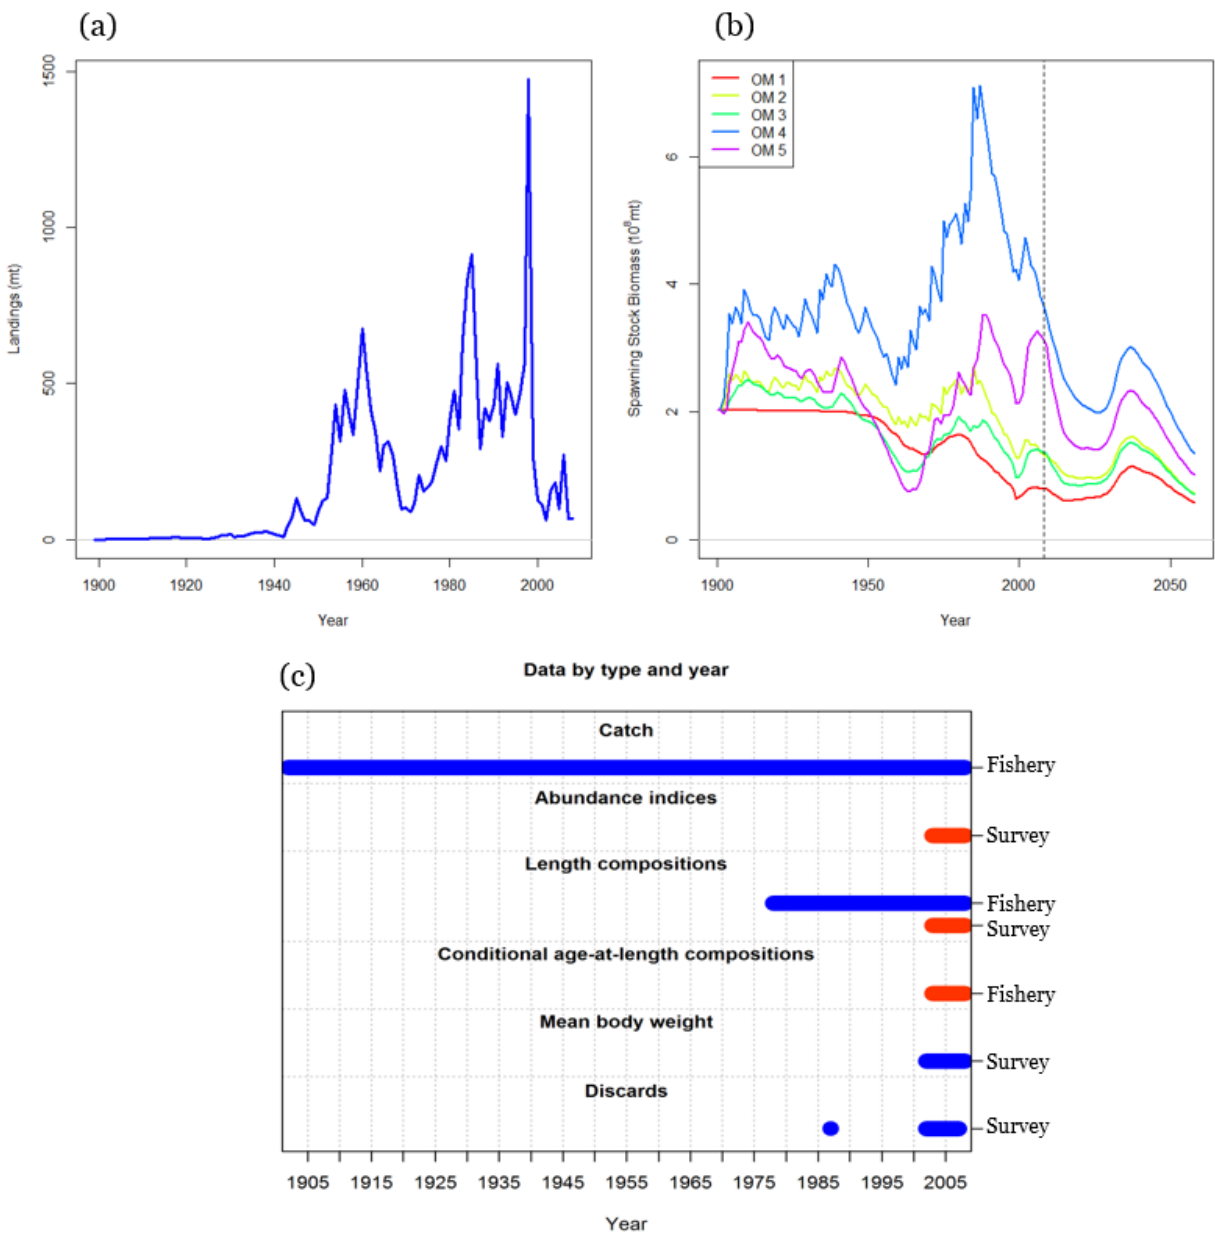 (a)
1500
1000
500
0
Landings (mt)
1900 1920 1940 1960 1980 2000
Year
(b)
OM 1
OM 2
OM 3
OM 4
OM 5
6
4
2
0
Spawning Stock Biomass (10⁸mt)
1900 1950 2000 2050
Year
(c)
Data by type and year
Catch
Fishery
Abundance indices
Survey
Length compositions
Fishery
Survey
Conditional age-at-length compositions
Fishery
Mean body weight
Survey
Discards
Survey
1905 1915 1925 1935 1945 1955 1965 1975 1985 1995 2005
Year